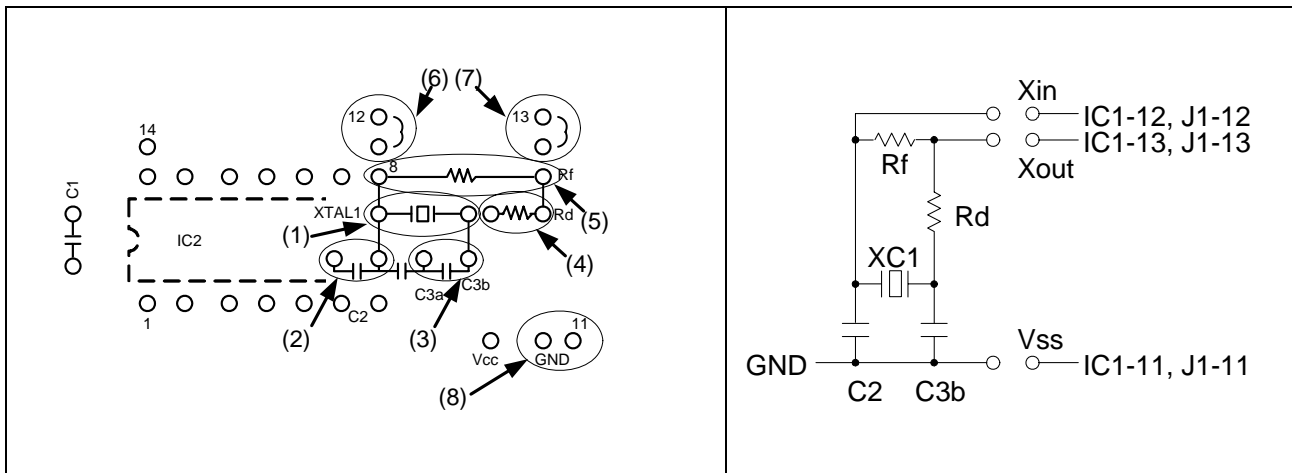 (6) (7)
12
13
14
8
Rf
C1
XTAL1
Rd
(5)
(1)
IC2
(4)
C3a
C3b
1
C2
(2)
(3)
11
Vcc
GND
(8)
Xin
IC1-12, J1-12
IC1-13, J1-13
Rf
Xout
Rd
XC1
Vss
GND
IC1-11, J1-11
C2
C3b